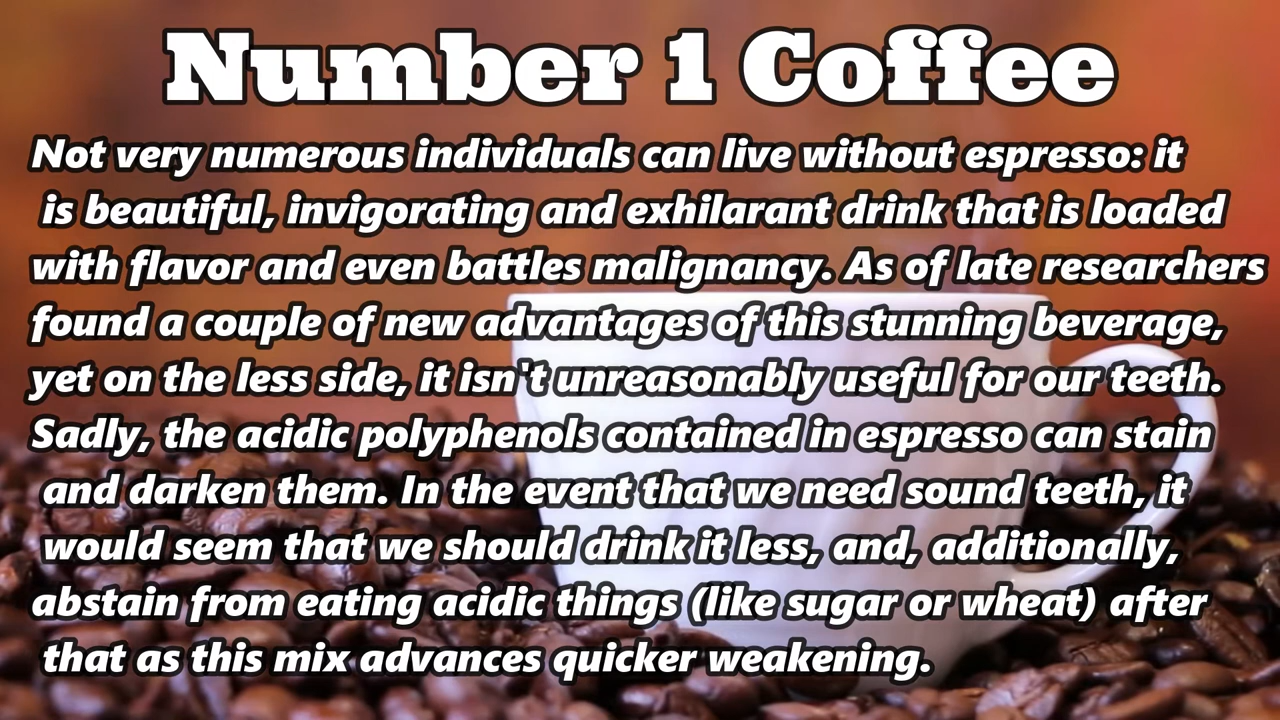 Number 1 Coffee
Not very numerous individuals can live without espresso: it
is beautiful, invigorating and exhilarant drink that is loaded
with flavor and even battles malignancy. As of late researchers
found a couple of new advantages of this stunning beverage,
yet on the less side, it isn't unreasonably useful for our teeth.
Sadly, the acidic polyphenols contained in espresso can stain
and darken them. In the event that we need sound teeth, it
would seem that we should drink it less, and, additionally,
abstain from eating acidic things (like sugar or wheat) after
that as this mix advances quicker weakening.